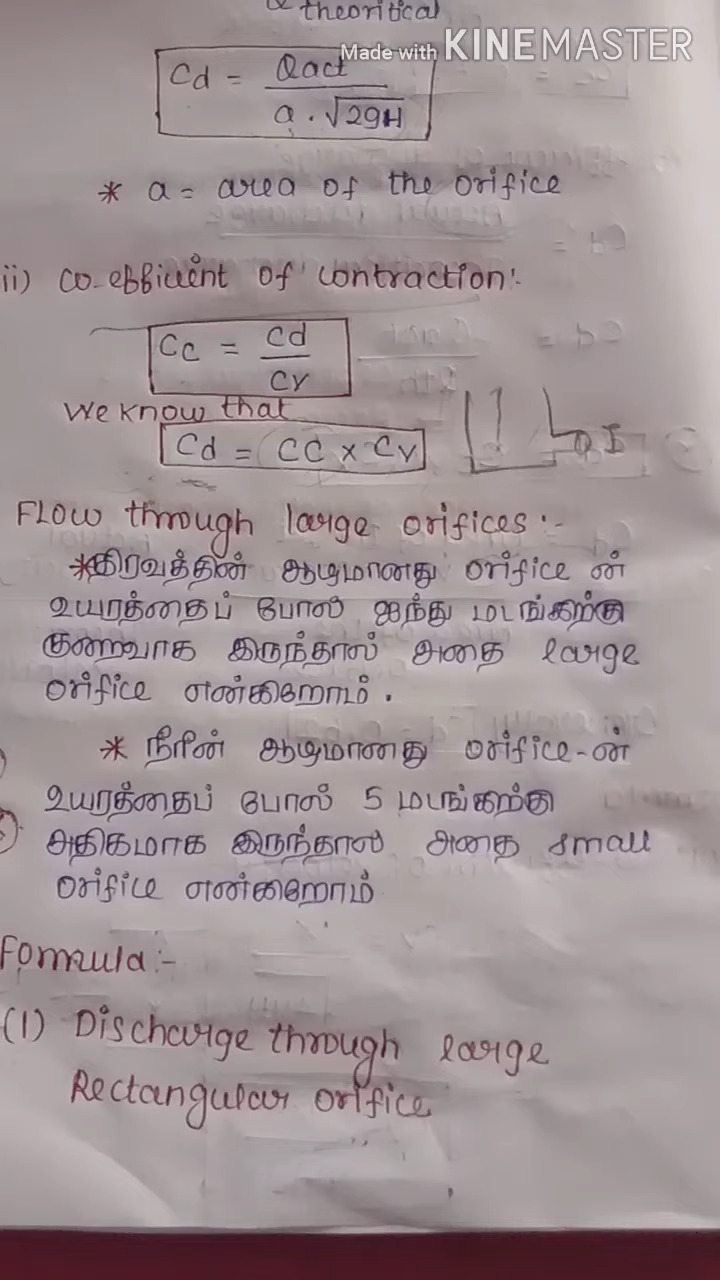 & theoritical
Made with KINEMASTER
Cd = Qact / a . √2gH
* a = area of the orifice
ii) co-efficient of contraction:-
Cc = Cd / Cv
We know that
Cd = CC x Cv
FLOW through large orifices :-
*திரவத்தின் ஆழமானது orifice ன்
உயரத்தைப் போல ஐந்து மடங்கிற்கு
குறைவாக இருந்தால் அதை large
orifice என்கிறோம் .
* நீரின் ஆழமானது orifice-ன்
உயரத்தைப் போல் 5 மடங்கிற்கு
அதிகமாக இருந்தால் அதை small
orifice என்கிறோம்
Formula :-
(1) Discharge through large
Rectangular orifice